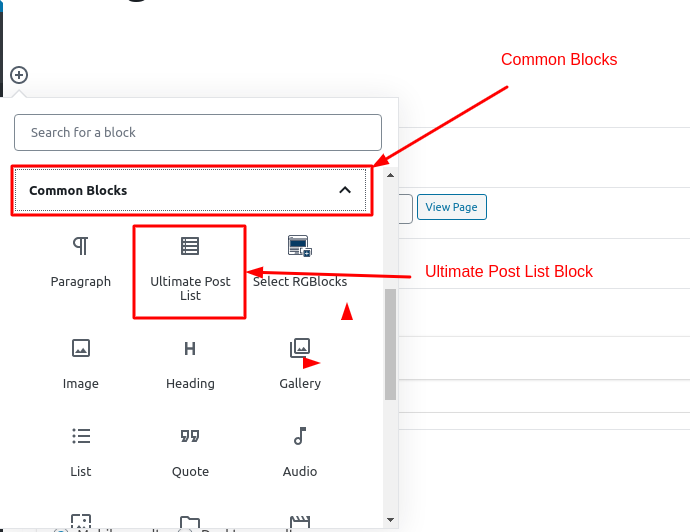 Common Blocks
Search for a block
Common Blocks
View Page
Paragraph
Ultimate Post
List
Select RGBlocks
Ultimate Post List Block
Image
Heading
Gallery
List
Quote
Audio